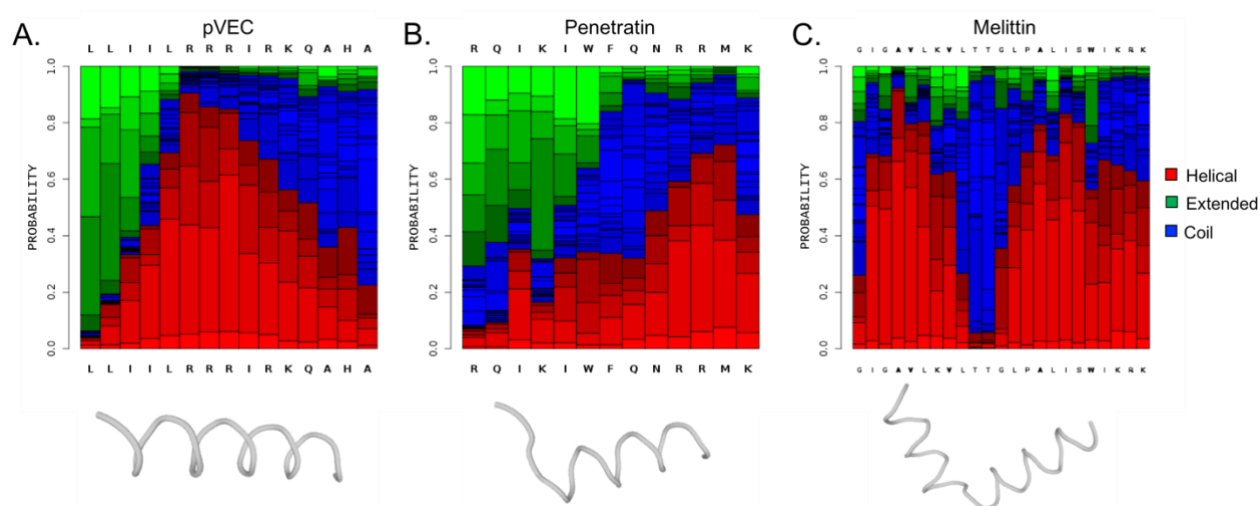 A. pVEC
L L I I L R R R I R K Q A H A
PROBABILITY
1.0
0.8
0.6
0.4
0.2
0.0
L L I I L R R R I R K Q A H A
B. Penetratin
R Q I K I W F Q N R R M K
PROBABILITY
1.0
0.8
0.6
0.4
0.2
0.0
R Q I K I W F Q N R R M K
C. Melittin
G I G A V L K V L T T G L P A L I S W I K R K
PROBABILITY
1.0
0.8
0.6
0.4
0.2
0.0
G I G A V L K V L T T G L P A L I S W I K R K
Helical
Extended
Coil